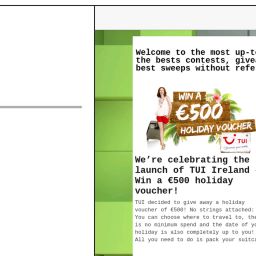 Welcome to the most up-to
the bests contests, give
best sweeps without refe
WIN A
€500
HOLIDAY VOUCHER
TUI
We're celebrating the
launch of TUI Ireland -
Win a €500 holiday
voucher!
TUI decided to give away a holiday
voucher of €500! No strings attached:
You can choose where to travel to, the
is no minimum spend and the date of yo
holiday is also completely up to you!
All you need to do is pack your suitca